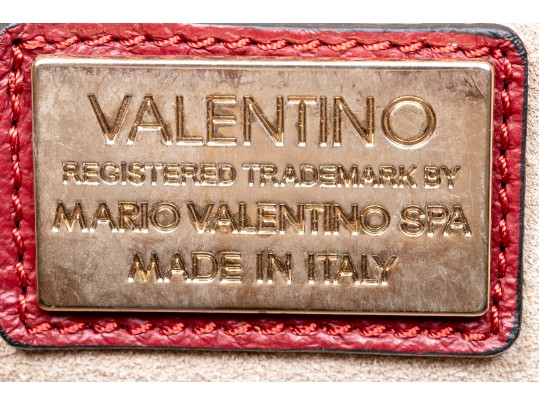 VALENTINO
REGISTERED TRADEMARK BY
MARIO VALENTINO SPA
MADE IN ITALY